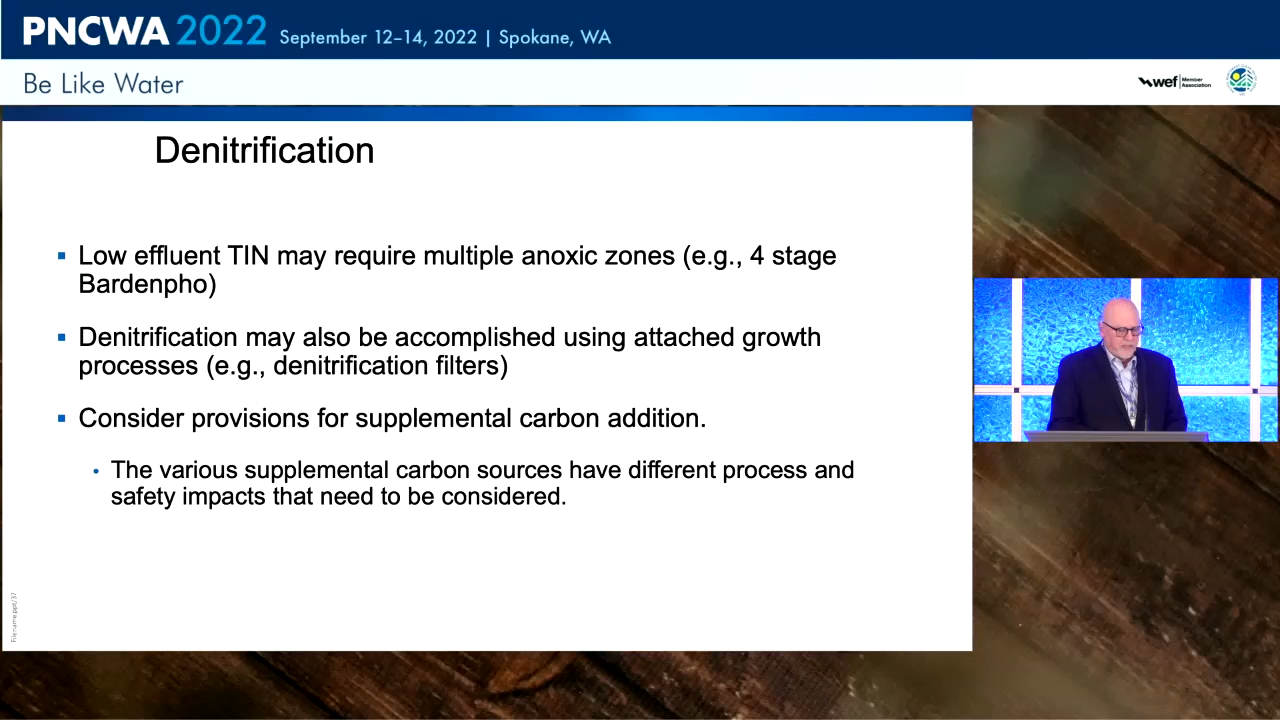 PNCWA 2022 September 12–14, 2022 | Spokane, WA
Be Like Water
wef Member Association
Denitrification
▪ Low effluent TIN may require multiple anoxic zones (e.g., 4 stage
Bardenpho)
▪ Denitrification may also be accomplished using attached growth
processes (e.g., denitrification filters)
▪ Consider provisions for supplemental carbon addition.
• The various supplemental carbon sources have different process and
safety impacts that need to be considered.
Filename.ppt/37